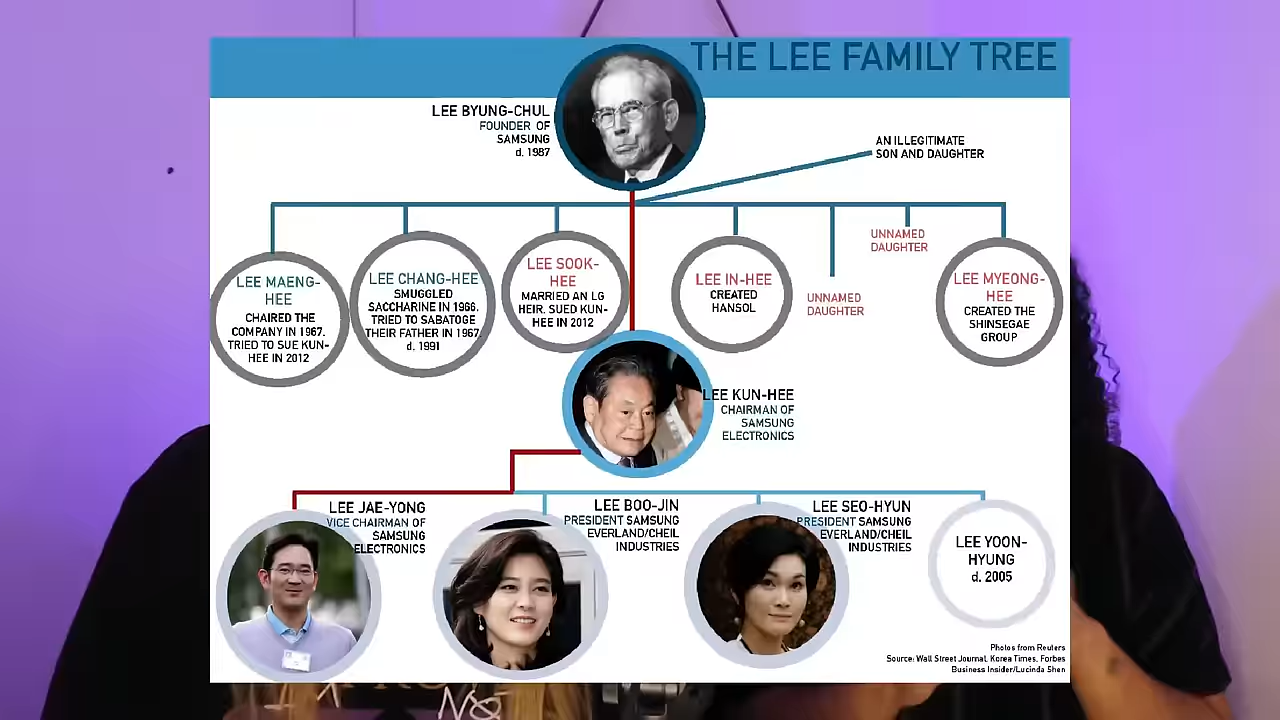 THE LEE FAMILY TREE
LEE BYUNG-CHUL
FOUNDER OF
SAMSUNG
d. 1987
AN ILLEGITIMATE
SON AND DAUGHTER
LEE MAENG-
HEE
CHAIRED THE
COMPANY IN 1967.
TRIED TO SUE KUN-
HEE IN 2012
LEE CHANG-HEE
SMUGGLED
SACCHARINE IN 1966.
TRIED TO SABATOGE
THEIR FATHER IN 1967.
d. 1991
LEE SOOK-
HEE
MARRIED AN LG
HEIR. SUED KUN-
HEE IN 2012
LEE IN-HEE
CREATED
HANSOL
UNNAMED
DAUGHTER
UNNAMED
DAUGHTER
LEE MYEONG-
HEE
CREATED THE
SHINSEGAE
GROUP
LEE KUN-HEE
CHAIRMAN OF
SAMSUNG
ELECTRONICS
LEE JAE-YONG
VICE CHAIRMAN OF
SAMSUNG
ELECTRONICS
LEE BOO-JIN
PRESIDENT SAMSUNG
EVERLAND/CHEIL
INDUSTRIES
LEE SEO-HYUN
PRESIDENT SAMSUNG
EVERLAND/CHEIL
INDUSTRIES
LEE YOON-
HYUNG
d. 2005
Photos from Reuters
Source: Wall Street Journal, Korea Times, Forbes
Business Insider/Lucinda Shen